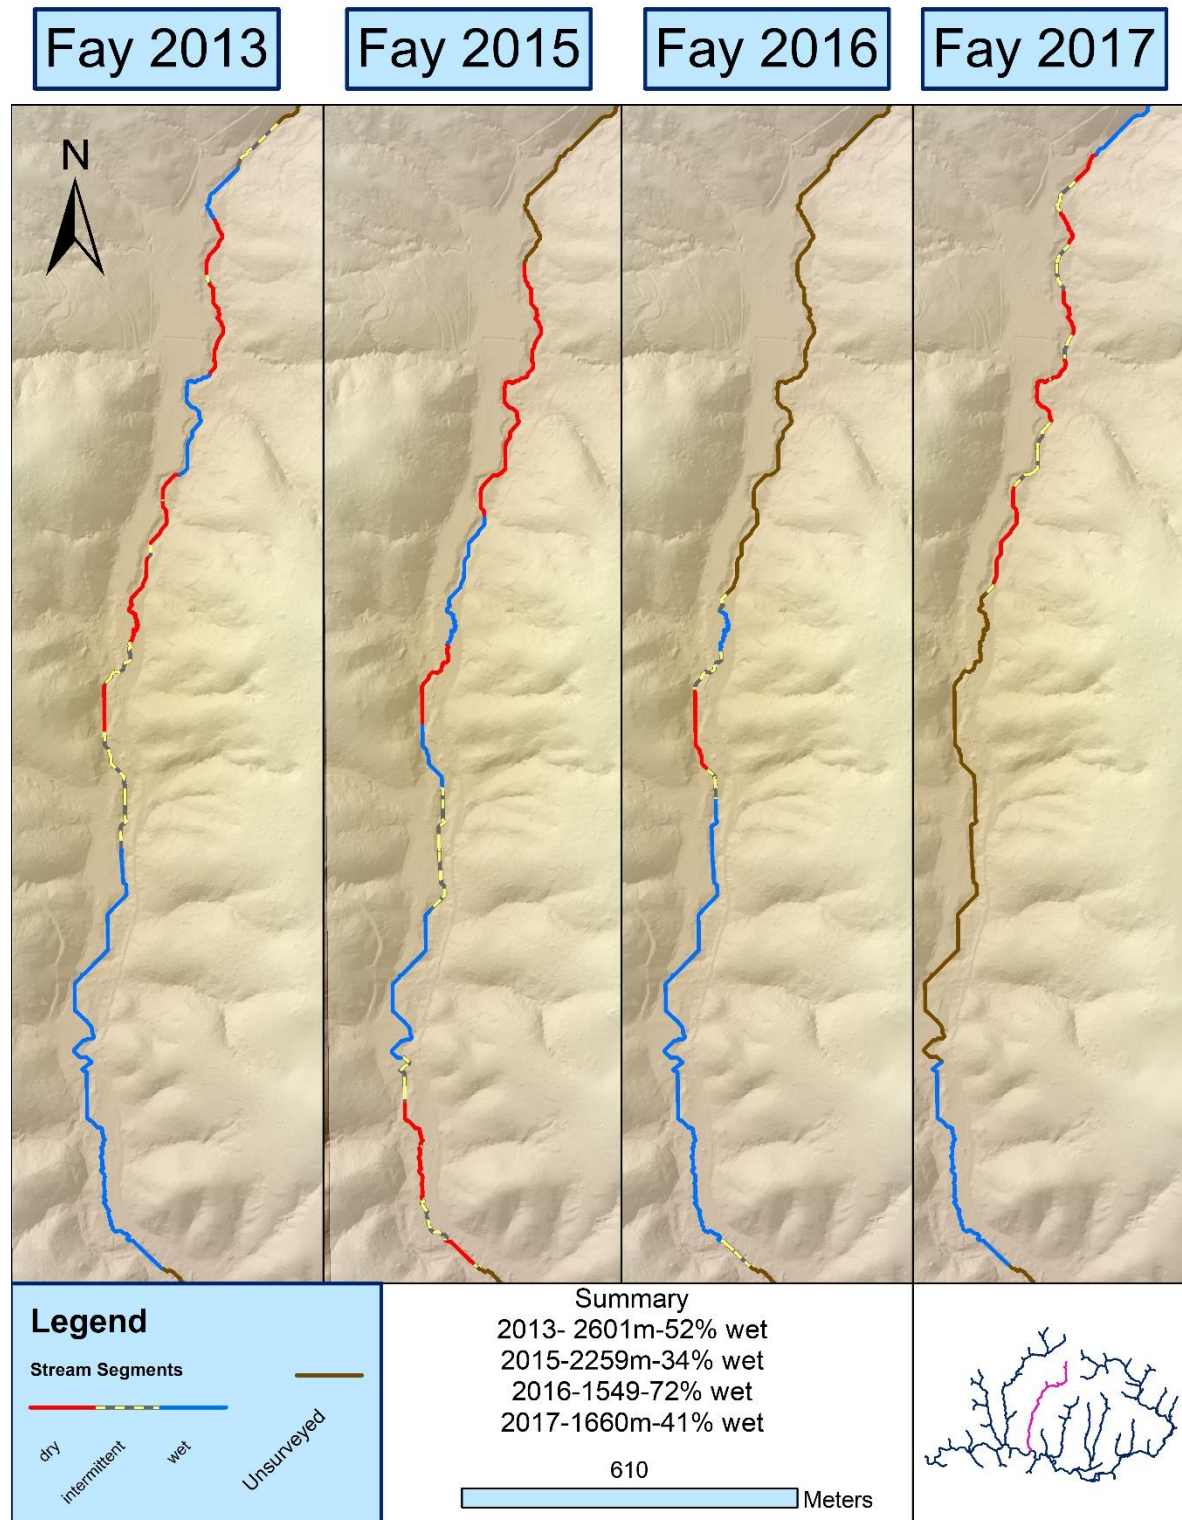 Fay 2013
Fay 2015
Fay 2016
Fay 2017
N
Legend
Stream Segments
dry
intermittent
wet
Unsurveyed
Summary
2013- 2601m-52% wet
2015-2259m-34% wet
2016-1549-72% wet
2017-1660m-41% wet
610
Meters